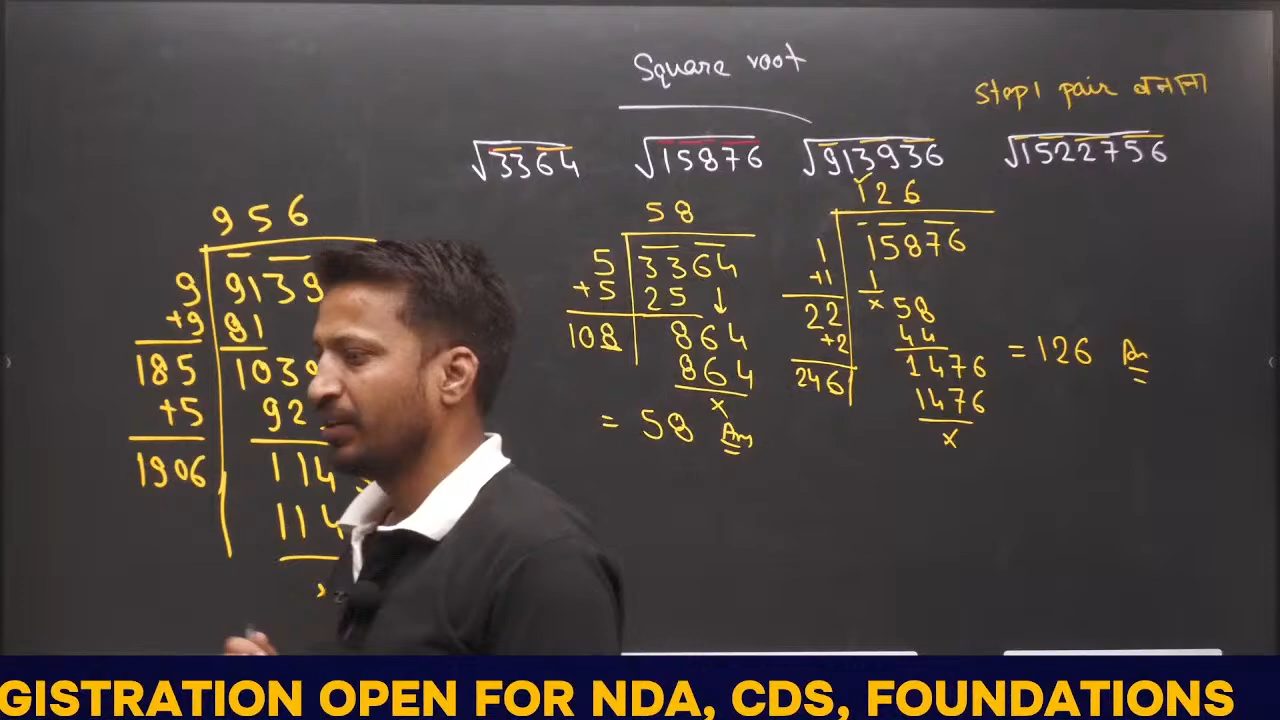 Square root
Step1 pair बनाना
√3364 √15876 √913936 √1522756
956
9 9139
+9 81
185 1039
+5 92
1906 114
114
58
5 3364
+5 25 ↓
108 864
864
x
= 58 Ans
126
1 15876
+1 1
22 x 58
+2 44
246 1476
1476
x
= 126 Ans
GISTRATION OPEN FOR NDA, CDS, FOUNDATIONS